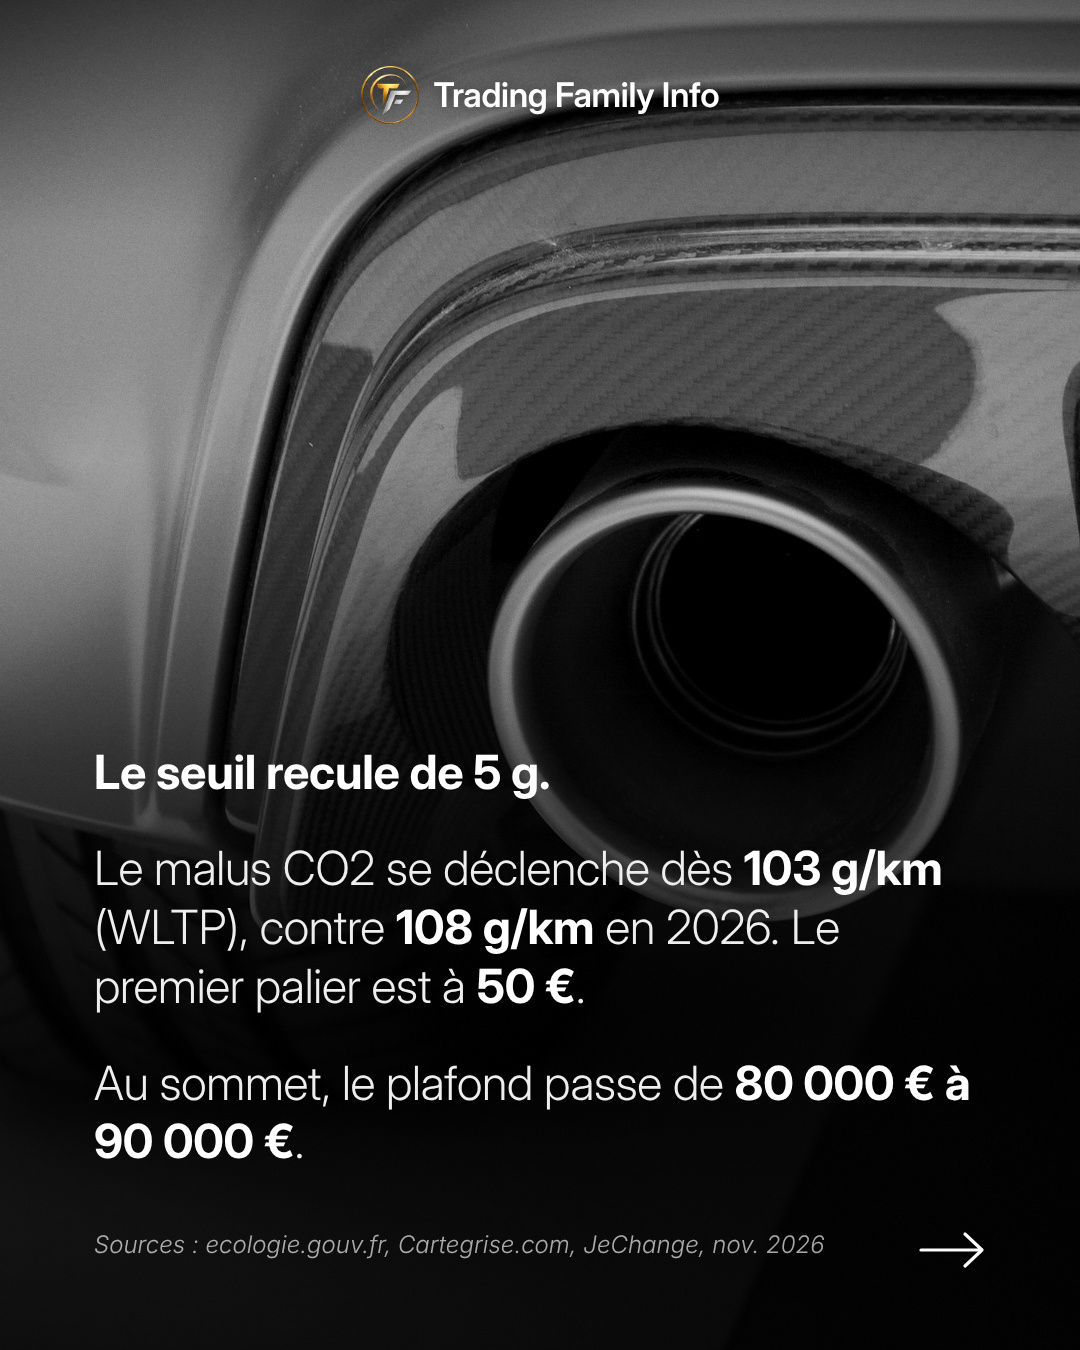 TF Trading Family Info
Le seuil recule de 5 g.
Le malus CO2 se déclenche dès 103 g/km
(WLTP), contre 108 g/km en 2026. Le
premier palier est à 50 €.
Au sommet, le plafond passe de 80 000 € à
90 000 €.
Sources : ecologie.gouv.fr, Cartegrise.com, JeChange, nov. 2026